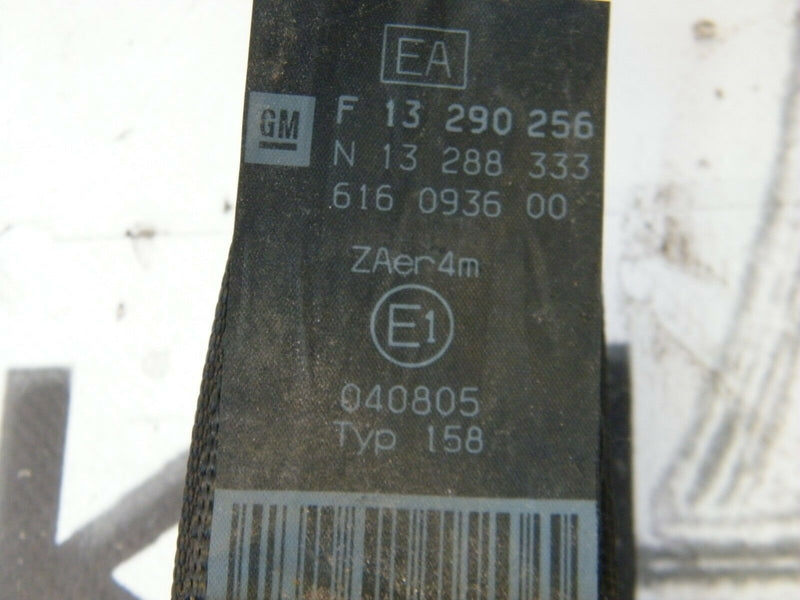 EA
GM
F 13 290 256
N 13 288 333
616 0936 00
ZAer4m
E1
040805
Typ 158
K